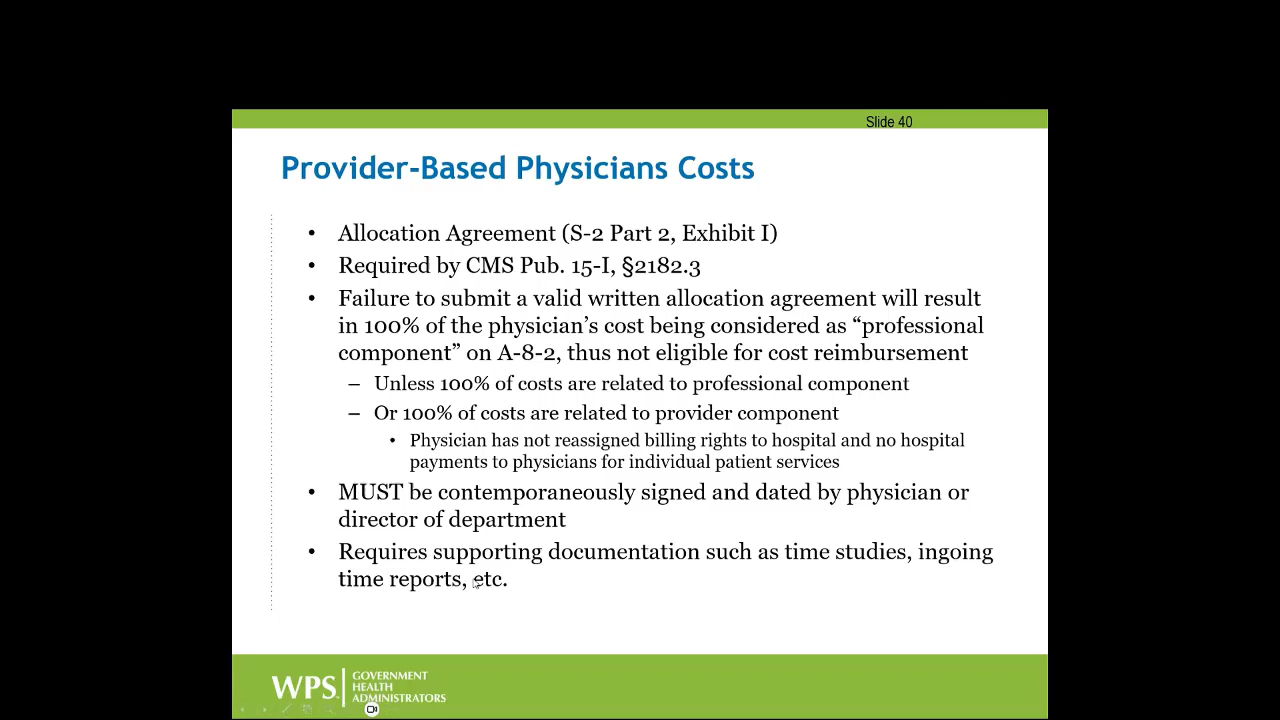 Slide 40
Provider-Based Physicians Costs
• Allocation Agreement (S-2 Part 2, Exhibit I)
• Required by CMS Pub. 15-I, §2182.3
• Failure to submit a valid written allocation agreement will result
in 100% of the physician’s cost being considered as “professional
component” on A-8-2, thus not eligible for cost reimbursement
– Unless 100% of costs are related to professional component
– Or 100% of costs are related to provider component
• Physician has not reassigned billing rights to hospital and no hospital
payments to physicians for individual patient services
• MUST be contemporaneously signed and dated by physician or
director of department
• Requires supporting documentation such as time studies, ingoing
time reports, etc.
WPS
GOVERNMENT
HEALTH
ADMINISTRATORS